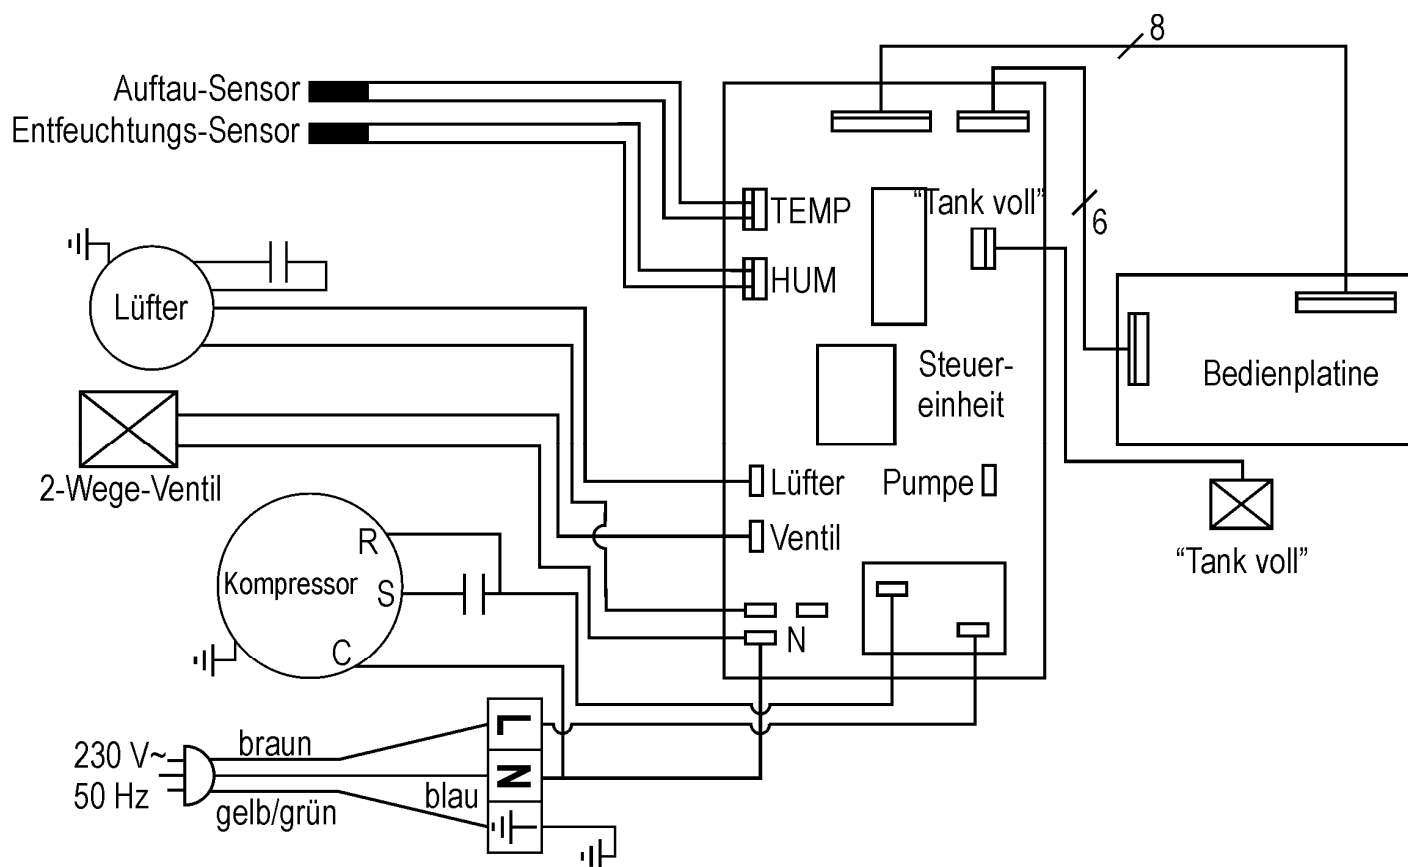 8
Auftau-Sensor
Entfeuchtungs-Sensor
TEMP
“Tank voll”
6
HUM
Lüfter
Steuer-
einheit
Bedienplatine
2-Wege-Ventil
Lüfter
Pumpe
Ventil
“Tank voll”
R
Kompressor
S
N
C
L
230 V~
braun
N
50 Hz
blau
gelb/grün